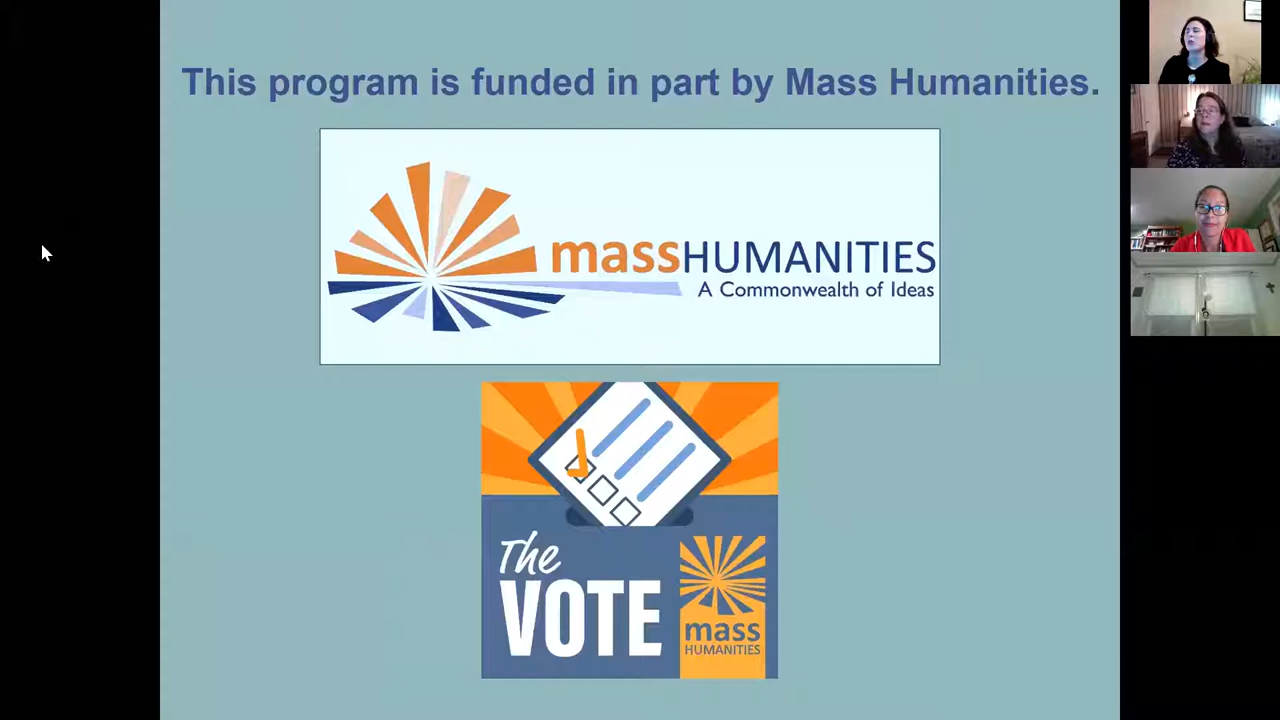 This program is funded in part by Mass Humanities.
massHUMANITIES
A Commonwealth of Ideas
The
VOTE
mass
HUMANITIES